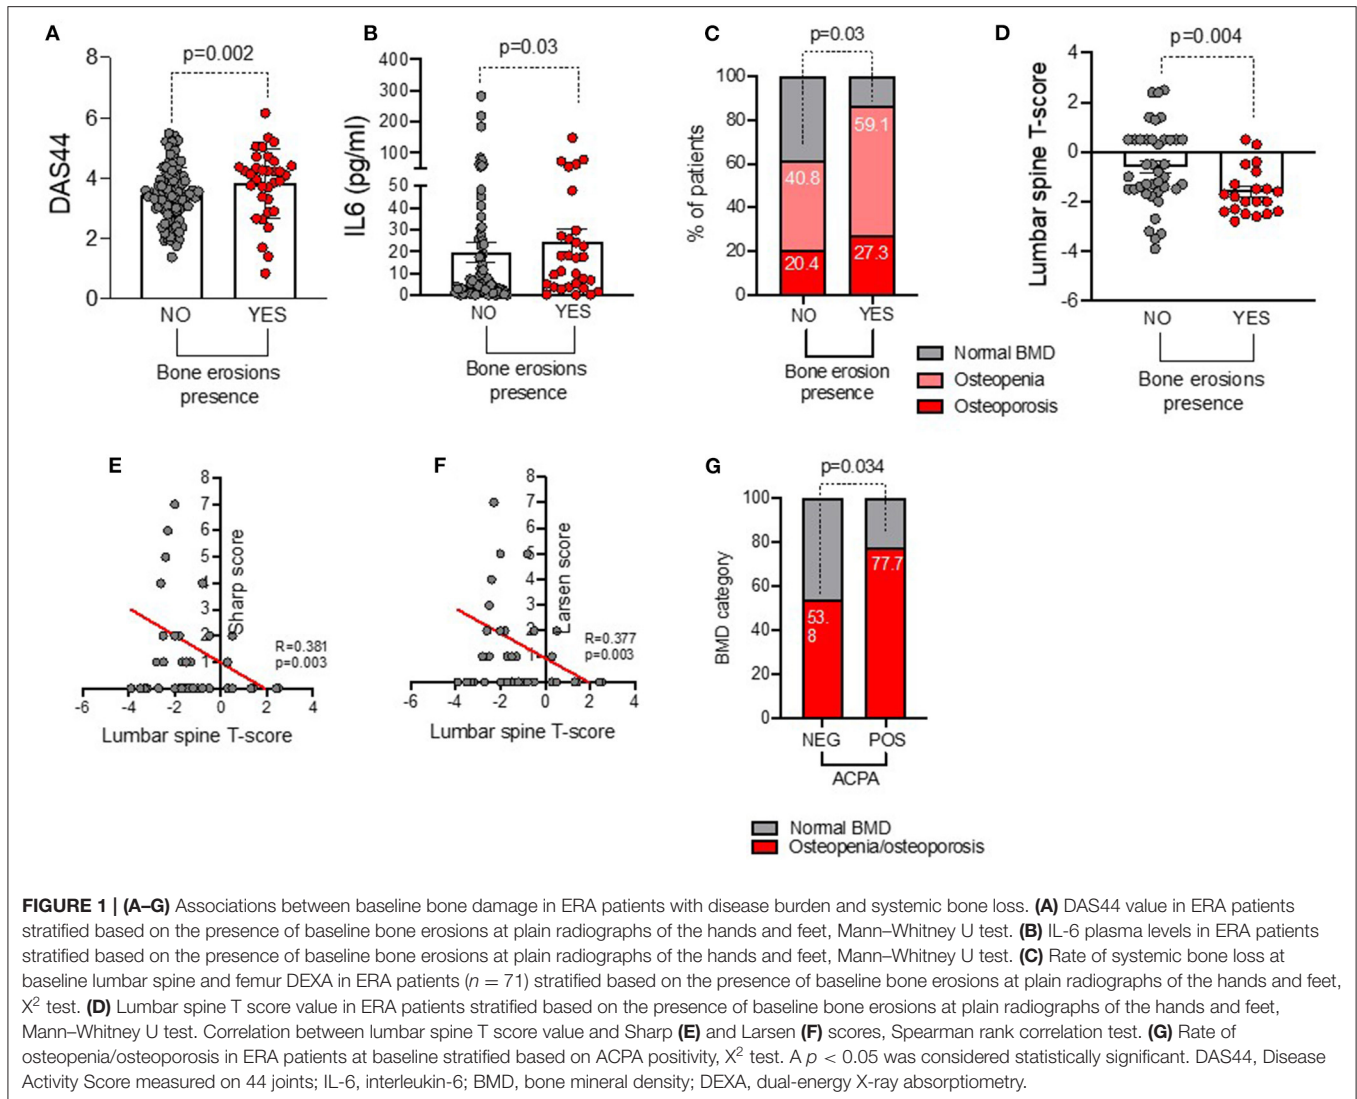 A
p=0.002
DAS44
8
6
4
2
0
NO YES
Bone erosions
presence
B
p=0.03
IL6 (pg/ml)
400
300
200
100
50
40
30
20
10
0
NO YES
Bone erosions
presence
C
p=0.03
% of patients
100
80
60
40
20
0
40.8
20.4
59.1
27.3
NO YES
Bone erosion
presence
Normal BMD
Osteopenia
Osteoporosis
D
p=0.004
Lumbar spine T-score
4
2
0
-2
-4
-6
NO YES
Bone erosions
presence
E
8
7
6
5
4
3
2
1
Sharp score
R=0.381
p=0.003
-6 -4 -2 0 2 4
Lumbar spine T-score
F
8
7
6
5
4
3
2
1
Larsen score
R=0.377
p=0.003
-6 -4 -2 0 2 4
Lumbar spine T-score
G
p=0.034
BMD category
100
80
60
40
20
0
53.
8
77.7
NEG POS
ACPA
Normal BMD
Osteopenia/osteoporosis
FIGURE 1 | (A–G) Associations between baseline bone damage in ERA patients with disease burden and systemic bone loss. (A) DAS44 value in ERA patients
stratified based on the presence of baseline bone erosions at plain radiographs of the hands and feet, Mann–Whitney U test. (B) IL-6 plasma levels in ERA patients
stratified based on the presence of baseline bone erosions at plain radiographs of the hands and feet, Mann–Whitney U test. (C) Rate of systemic bone loss at
baseline lumbar spine and femur DEXA in ERA patients (n = 71) stratified based on the presence of baseline bone erosions at plain radiographs of the hands and feet,
X² test. (D) Lumbar spine T score value in ERA patients stratified based on the presence of baseline bone erosions at plain radiographs of the hands and feet,
Mann–Whitney U test. Correlation between lumbar spine T score value and Sharp (E) and Larsen (F) scores, Spearman rank correlation test. (G) Rate of
osteopenia/osteoporosis in ERA patients at baseline stratified based on ACPA positivity, X² test. A p < 0.05 was considered statistically significant. DAS44, Disease
Activity Score measured on 44 joints; IL-6, interleukin-6; BMD, bone mineral density; DEXA, dual-energy X-ray absorptiometry.